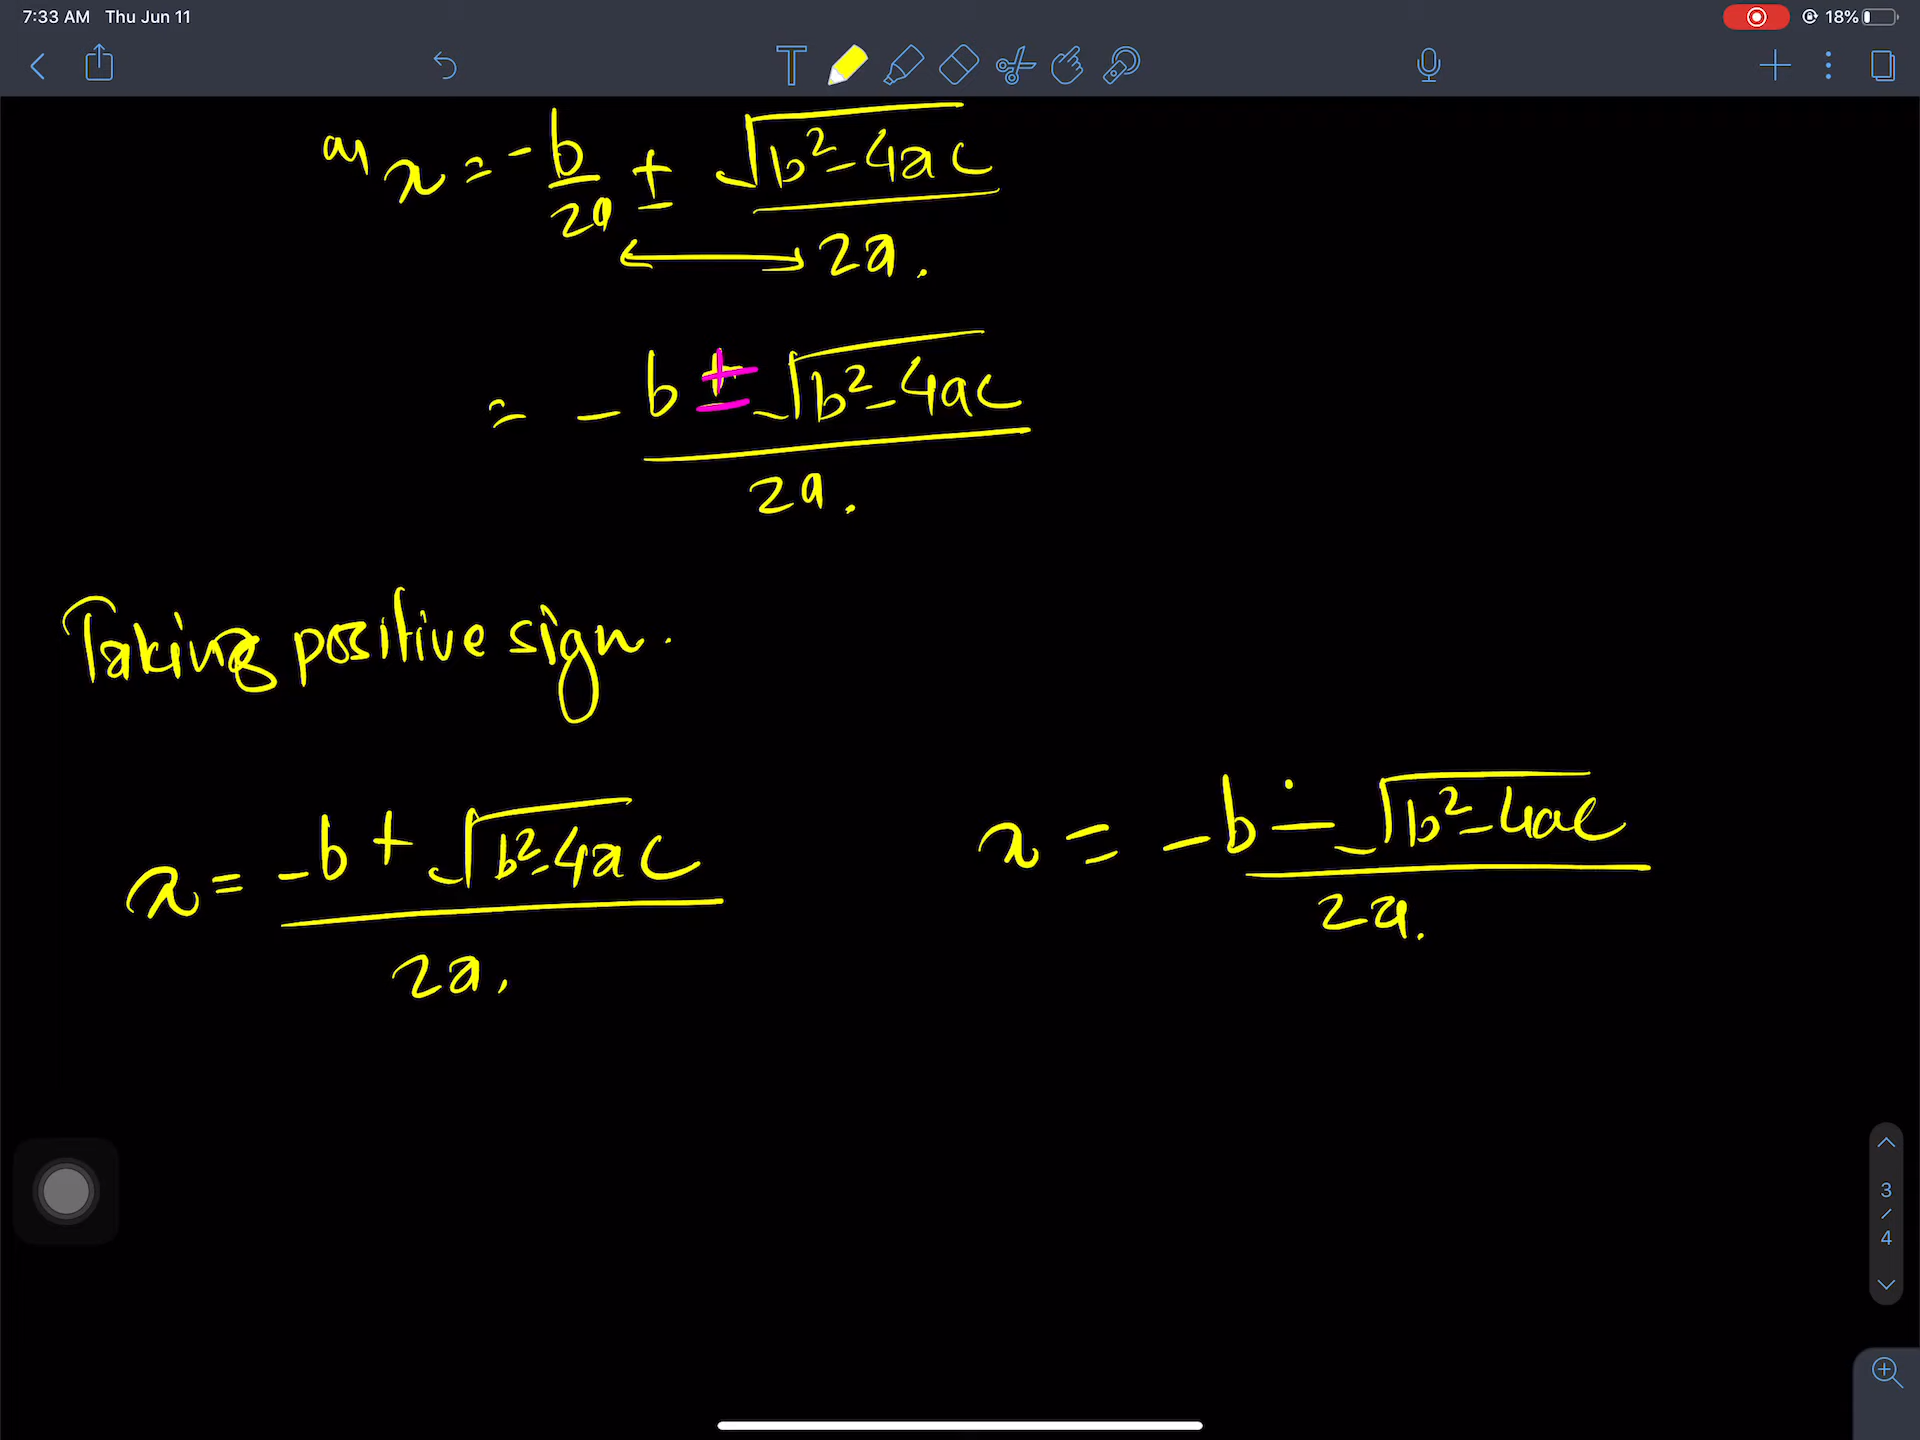 7:33 AM Thu Jun 11
18%
T
x = -b/2a ± √(b²-4ac)/2a.
= -b ± √(b²-4ac)/2a.
Taking positive sign.
x = -b + √(b²-4ac)/2a.
x = -b - √(b²-4ac)/2a.
3
/
4